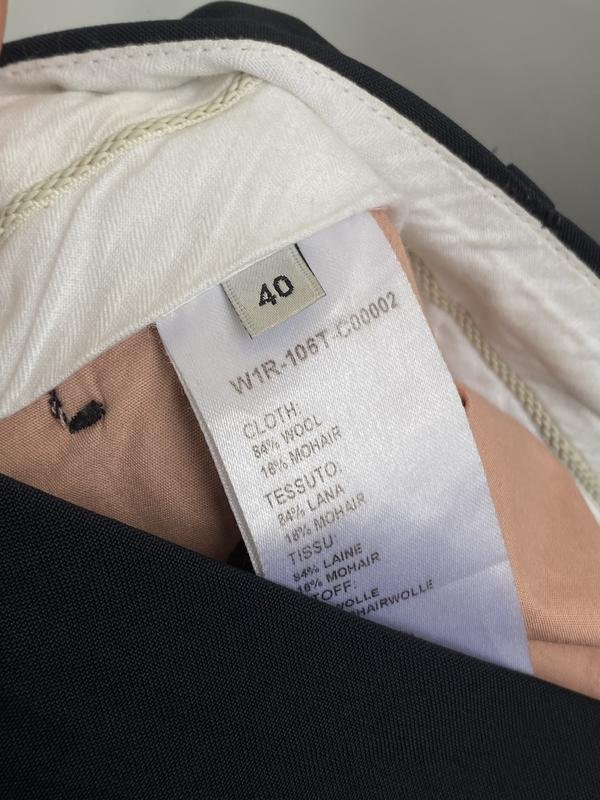 40
W1R-106T-C00002
CLOTH:
84% WOOL
16% MOHAIR
TESSUTO:
84% LANA
16% MOHAIR
TISSU:
84% LAINE
16% MOHAIR